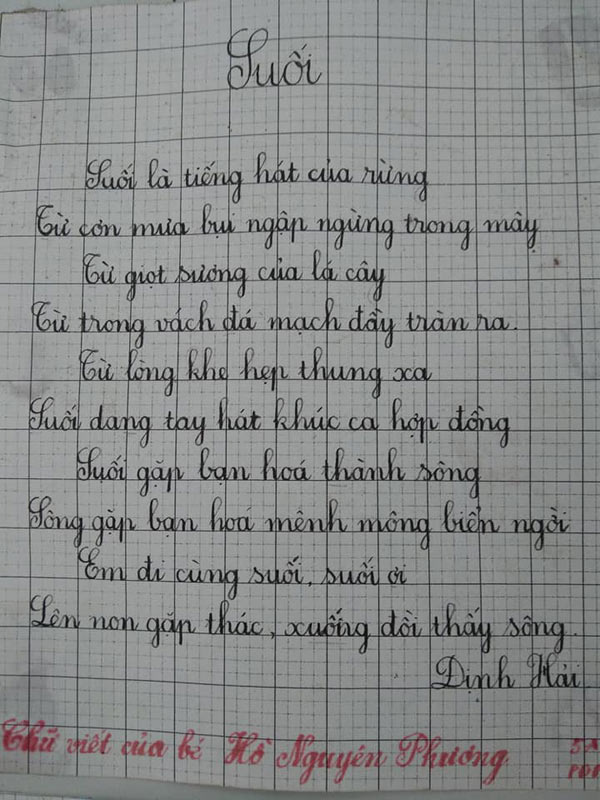 Suối
Suối là tiếng hát của rừng
Từ cơn mưa bụi ngập ngừng trong mây
Từ giọt sương của lá cây
Từ trong vách đá mạch đầy tràn ra.
Từ lòng khe hẹp thung xa
Suối dang tay hát khúc ca hợp đồng
Suối gặp bạn hoá thành sông
Sông gặp bạn hoá mênh mông biển ngời
Em đi cùng suối, suối ơi
Lên non gặp thác, xuống đồi thấy sông.
Định Hải
Chữ viết của bé Hồ Nguyên Phương